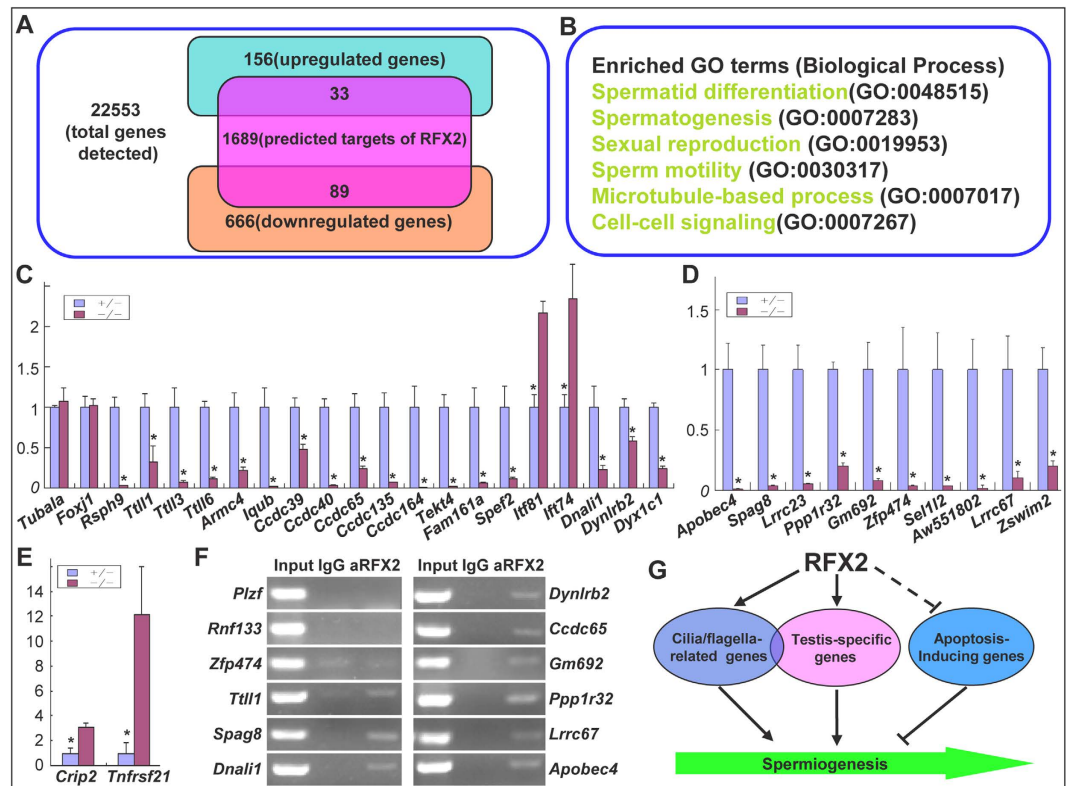 A
156(upregulated genes)
33
22553
(total genes
detected)
1689(predicted targets of RFX2)
89
666(downregulated genes)
B
Enriched GO terms (Biological Process)
Spermatid differentiation(GO:0048515)
Spermatogenesis (GO:0007283)
Sexual reproduction (GO:0019953)
Sperm motility (GO:0030317)
Microtubule-based process (GO:0007017)
Cell-cell signaling(GO:0007267)
C
+/−
−/−
2
1.5
1
0.5
0
* * * * * * * * * * * * * * * * * * *
Tubala Foxj1 Rsph9 Ttll1 Ttll3 Ttll6 Armc4 Iqub Ccdc39 Ccdc40 Ccdc65 Ccdc135 Ccdc164 Tekt4 Fam161a Spef2 Itf81 Ift74 Dnali1 Dynlrb2 Dyx1c1
D
+/−
−/−
1.5
1
0.5
0
* * * * * * * * * *
Apobec4 Spag8 Lrrc23 Ppp1r32 Gm692 Zfp474 Sel1l2 Aw551802 Lrrc67 Zswim2
E
+/−
−/−
14
12
10
8
6
4
2
0
* *
Crip2 Tnfrsf21
F
Input IgG aRFX2 Input IgG aRFX2
Plzf Dynlrb2
Rnf133 Ccdc65
Zfp474 Gm692
Ttll1 Ppp1r32
Spag8 Lrrc67
Dnali1 Apobec4
G
RFX2
Cilia/flagella-
related genes
Testis-specific
genes
Apoptosis-
Inducing genes
Spermiogenesis